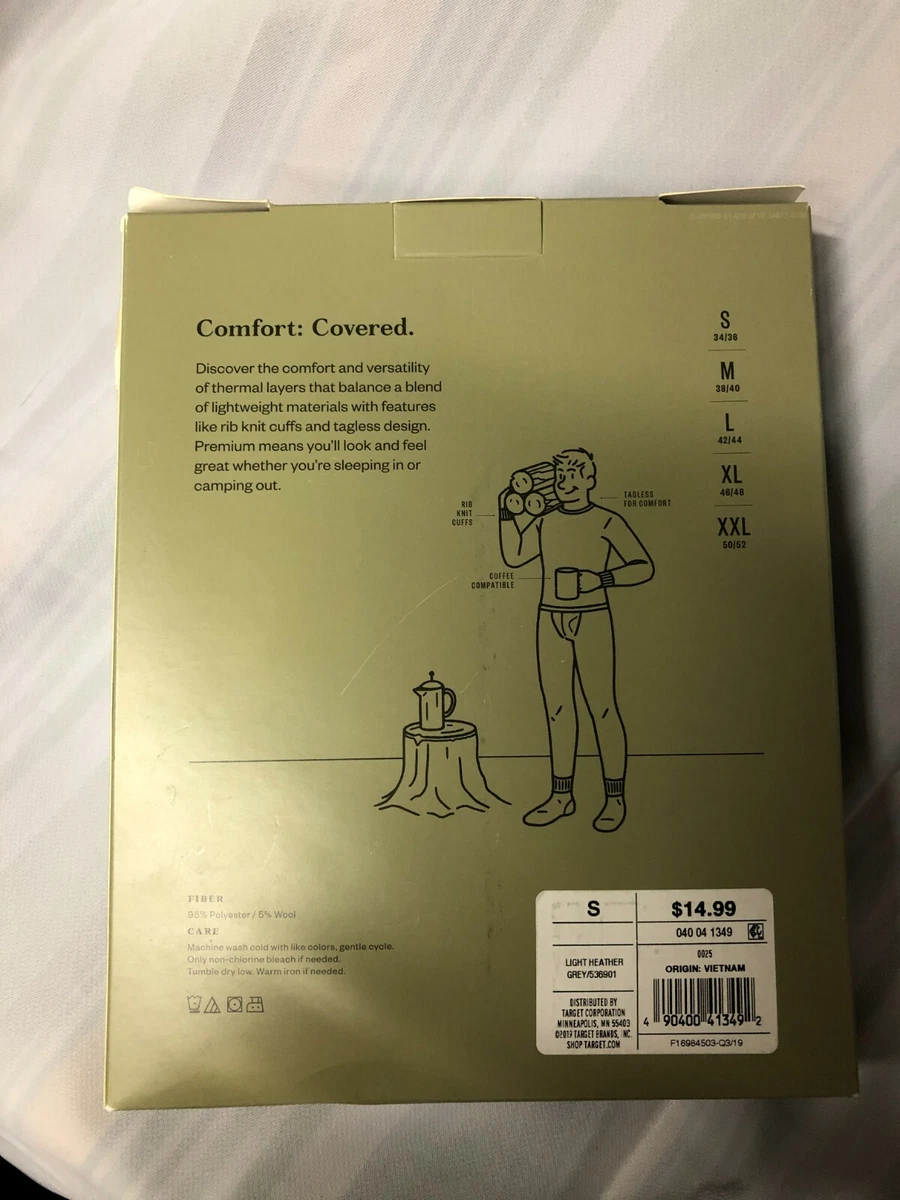 Comfort: Covered.
Discover the comfort and versatility
of thermal layers that balance a blend
of lightweight materials with features
like rib knit cuffs and tagless design.
Premium means you'll look and feel
great whether you're sleeping in or
camping out.
S
34/36
M
38/40
L
42/44
XL
46/48
XXL
50/52
RIB
KNIT
CUFFS
TAGLESS
FOR COMFORT
COFFEE
COMPATIBLE
FIBER
95% Polyester / 5% Wool
CARE
Machine wash cold with like colors, gentle cycle.
Only non-chlorine bleach if needed.
Tumble dry low. Warm iron if needed.
S
LIGHT HEATHER
GREY/536901
DISTRIBUTED BY
TARGET CORPORATION
MINNEAPOLIS, MN 55403
©2019 TARGET BRANDS, INC.
SHOP TARGET.COM
$14.99
040 04 1349
0025
ORIGIN: VIETNAM
4 90400 41349 2
F16984503-Q3/19